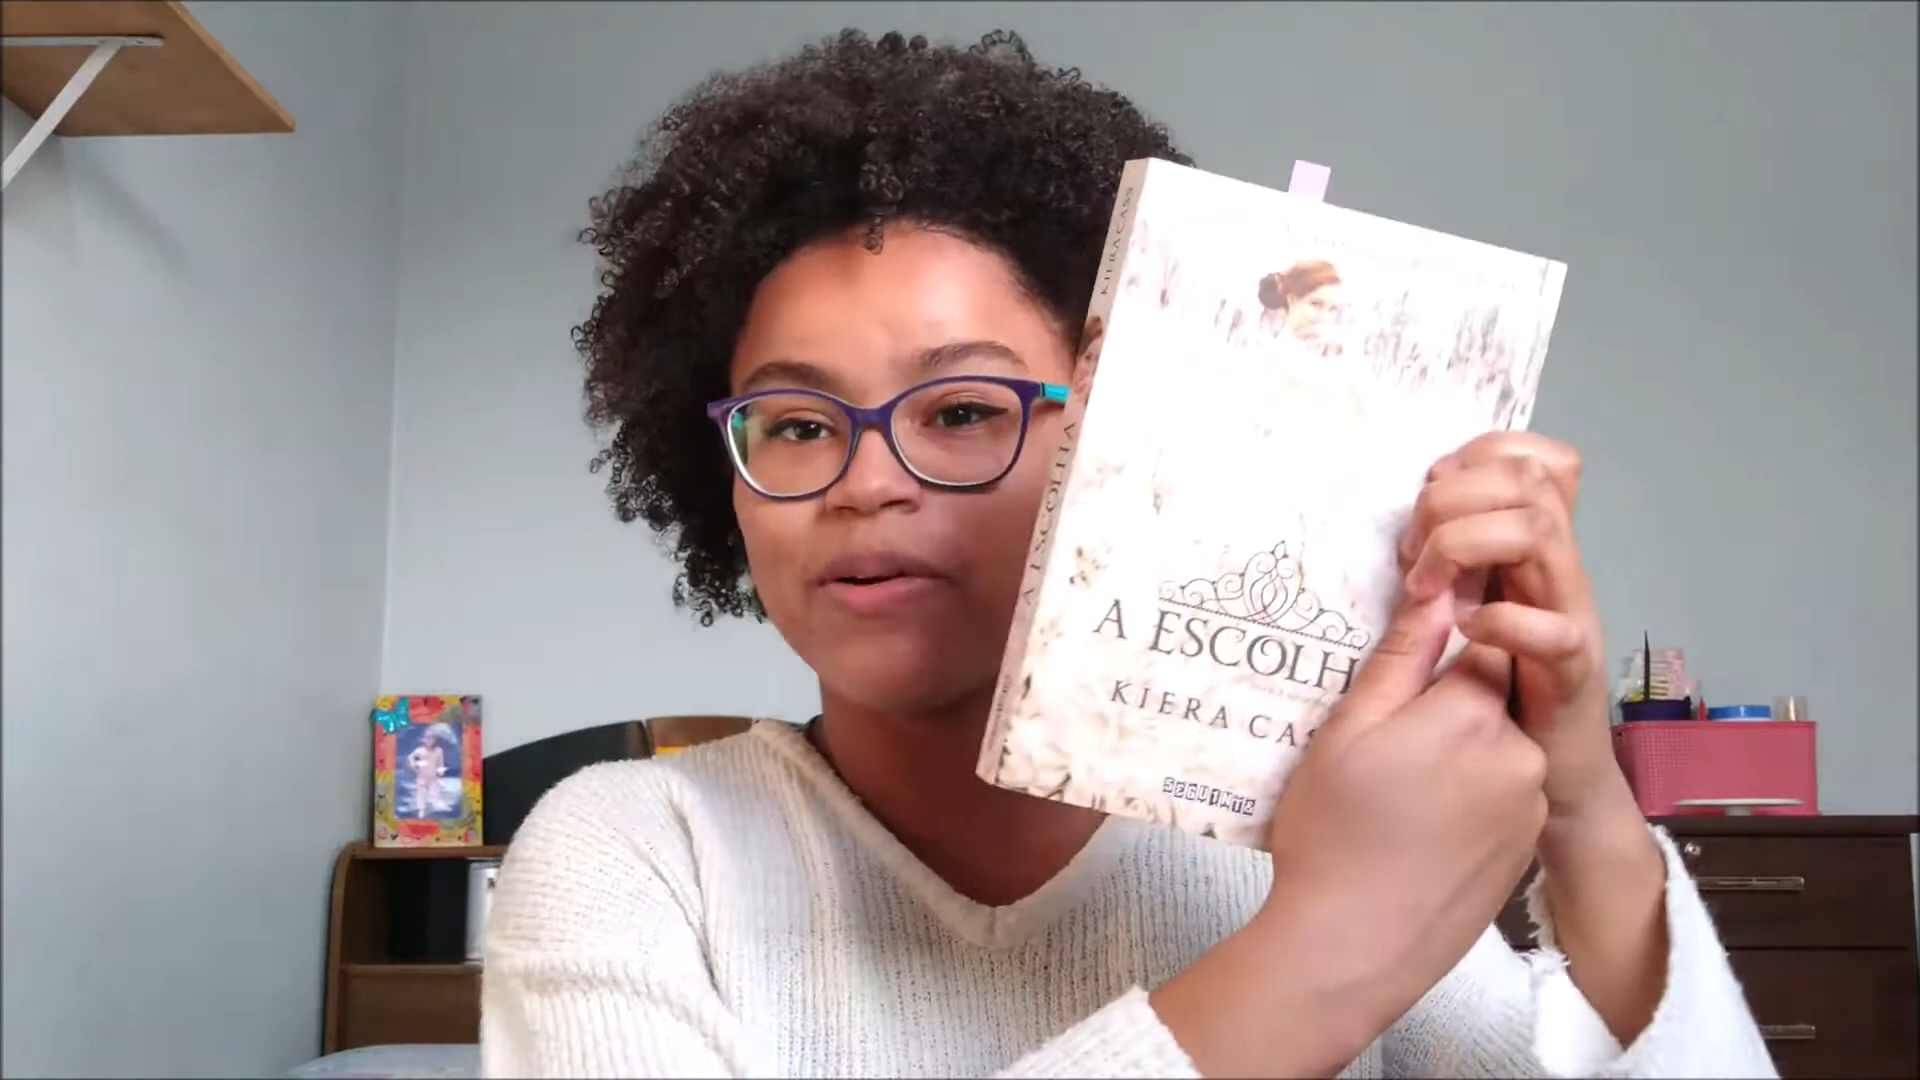 KIERA CASS
A ESCOLHA
A ESCOLH
KIERA CAS
SEGUINTE